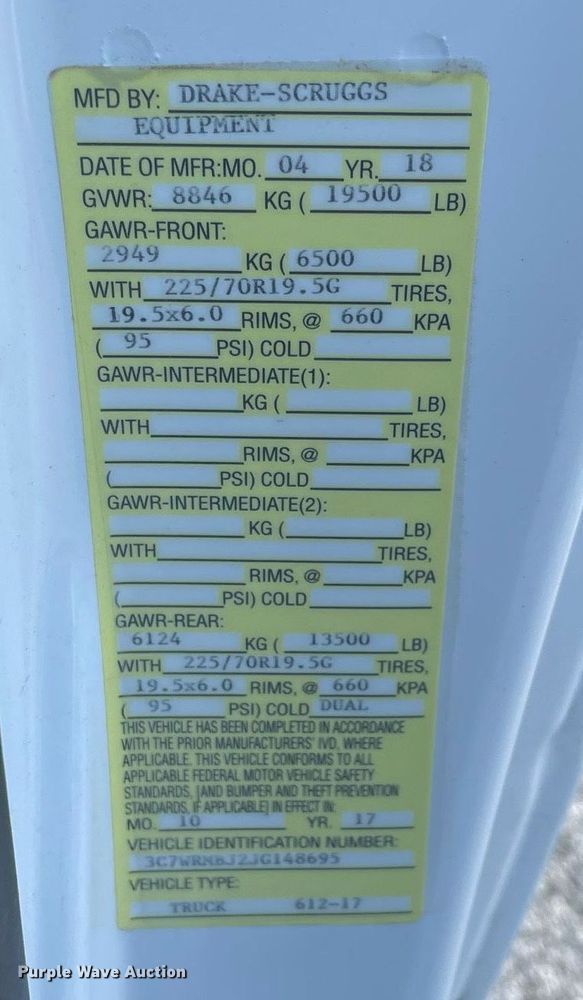 MFD BY: DRAKE-SCRUGGS
EQUIPMENT
DATE OF MFR:MO. 04 YR. 18
GVWR: 8846 KG ( 19500 LB)
GAWR-FRONT:
2949 KG ( 6500 LB)
WITH 225/70R19.5G TIRES,
19.5x6.0 RIMS, @ 660 KPA
( 95 PSI) COLD
GAWR-INTERMEDIATE(1):
KG ( LB)
WITH TIRES,
RIMS, @ KPA
( PSI) COLD
GAWR-INTERMEDIATE(2):
KG ( LB)
WITH TIRES,
RIMS, @ KPA
( PSI) COLD
GAWR-REAR:
6124 KG ( 13500 LB)
WITH 225/70R19.5G TIRES,
19.5x6.0 RIMS, @ 660 KPA
( 95 PSI) COLD DUAL
THIS VEHICLE HAS BEEN COMPLETED IN ACCORDANCE
WITH THE PRIOR MANUFACTURERS' IVD, WHERE
APPLICABLE. THIS VEHICLE CONFORMS TO ALL
APPLICABLE FEDERAL MOTOR VEHICLE SAFETY
STANDARDS, [AND BUMPER AND THEFT PREVENTION
STANDARDS, IF APPLICABLE] IN EFFECT IN:
MO. 10 YR. 17
VEHICLE IDENTIFICATION NUMBER:
3C7WRMBJ2JG148695
VEHICLE TYPE:
TRUCK 612-17
Purple Wave Auction